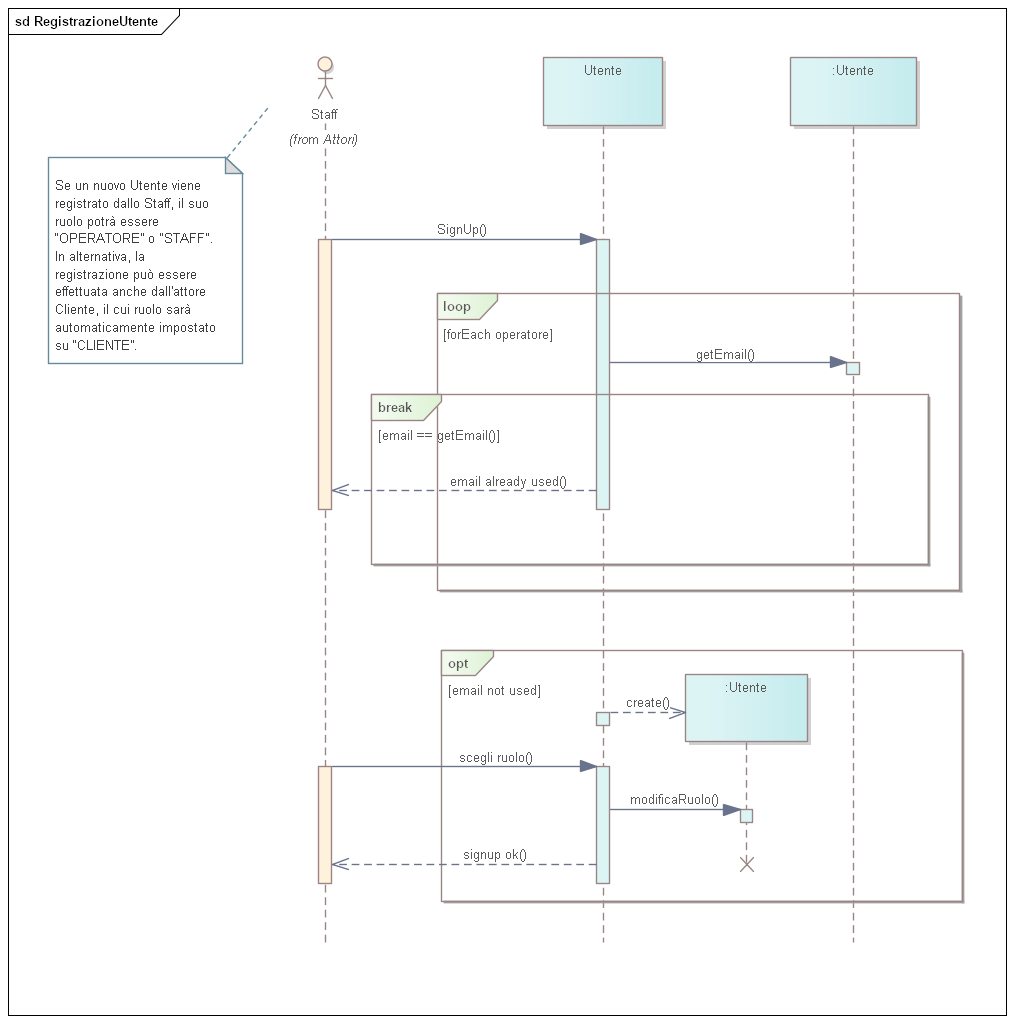 sd RegistrazioneUtente
Staff
(from Attori)
Utente
:Utente
Se un nuovo Utente viene
registrato dallo Staff, il suo
ruolo potrà essere
"OPERATORE" o "STAFF".
In alternativa, la
registrazione può essere
effettuata anche dall'attore
Cliente, il cui ruolo sarà
automaticamente impostato
su "CLIENTE".
SignUp()
loop
[forEach operatore]
getEmail()
break
[email == getEmail()]
email already used()
opt
[email not used]
:Utente
create()
scegli ruolo()
modificaRuolo()
signup ok()